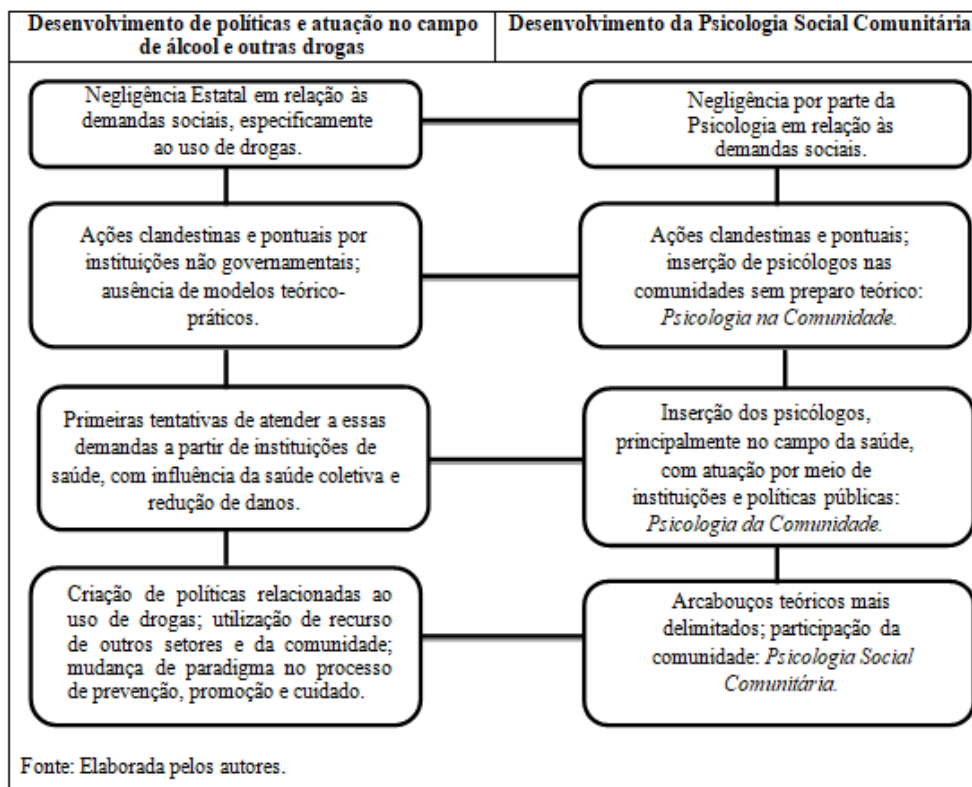 Desenvolvimento de políticas e atuação no campo
de álcool e outras drogas
Desenvolvimento da Psicologia Social Comunitária
Negligência Estatal em relação às
demandas sociais, especificamente
ao uso de drogas.
Negligência por parte da
Psicologia em relação às
demandas sociais.
Ações clandestinas e pontuais por
instituições não governamentais;
ausência de modelos teórico-
práticos.
Ações clandestinas e pontuais;
inserção de psicólogos nas
comunidades sem preparo teórico:
Psicologia na Comunidade.
Primeiras tentativas de atender a essas
demandas a partir de instituições de
saúde, com influência da saúde coletiva e
redução de danos.
Inserção dos psicólogos,
principalmente no campo da saúde,
com atuação por meio de
instituições e políticas públicas:
Psicologia da Comunidade.
Criação de políticas relacionadas ao
uso de drogas; utilização de recurso
de outros setores e da comunidade;
mudança de paradigma no processo
de prevenção, promoção e cuidado.
Arcabouços teóricos mais
delimitados; participação da
comunidade: Psicologia Social
Comunitária.
Fonte: Elaborada pelos autores.